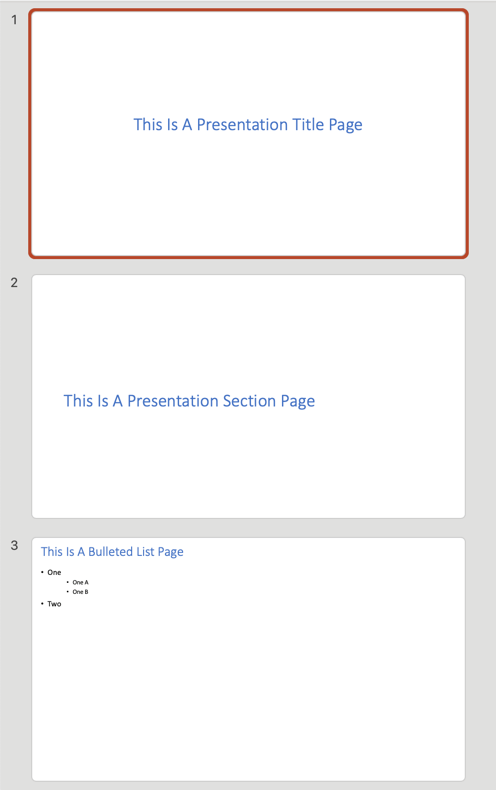 1
This Is A Presentation Title Page
2
This Is A Presentation Section Page
3
This Is A Bulleted List Page
• One
• One A
• One B
• Two